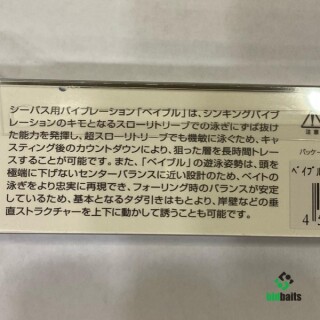 シーバス用バイブレーション「ベイブル」は、シンキングバイブ
レーションのキモとなるスローリトリーブでの泳ぎにずば抜け
た能力を発揮し、超スローリトリーブでも機敏に泳ぐため、キャ
スティング後のカウントダウンにより、狙った層を長時間トレー
スすることが可能です。また、「ベイブル」の遊泳姿勢は、頭を
極端に下げないセンターバランスに近い設計のため、ベイトの
泳ぎをより忠実に再現でき、フォーリング時のバランスが安定
しているため、基本となるタダ引きはもとより、岸壁などの垂
直ストラクチャーを上下に動かして誘うことも可能です。
注意
パッケー
ベイブル
4
bigbaits